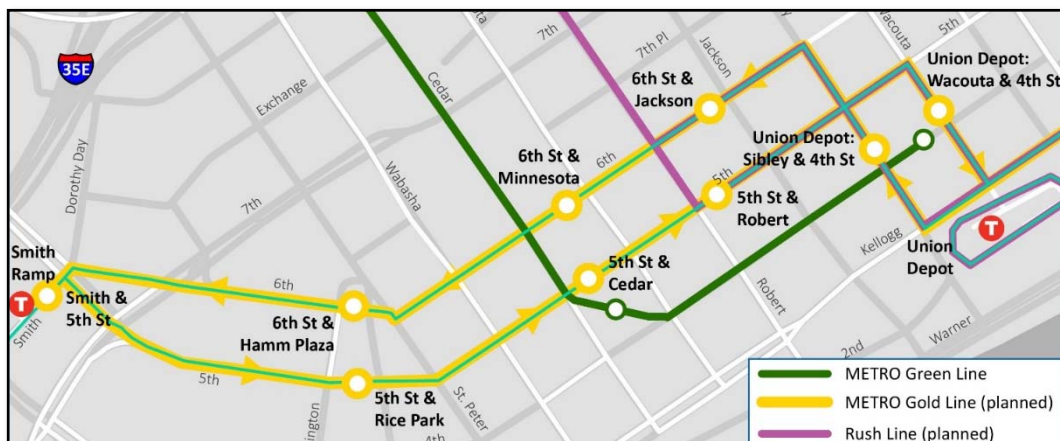 35E
Dorothy Day
Exchange
Cedar
7th
7th Pl
Jackson
Wacouta
5th
Union Depot:
Wacouta & 4th St
6th St &
Jackson
Union Depot:
Sibley & 4th St
6th St &
Minnesota
6th
Wabasha
7th
5th
5th St &
Robert
Kellogg
Union
Depot
T
Smith
Ramp
T
Smith &
5th St
Smith
6th
6th St &
Hamm Plaza
5th St &
Cedar
Robert
Warner
2nd
5th
5th St &
Rice Park
St. Peter
4th
METRO Green Line
METRO Gold Line (planned)
Rush Line (planned)